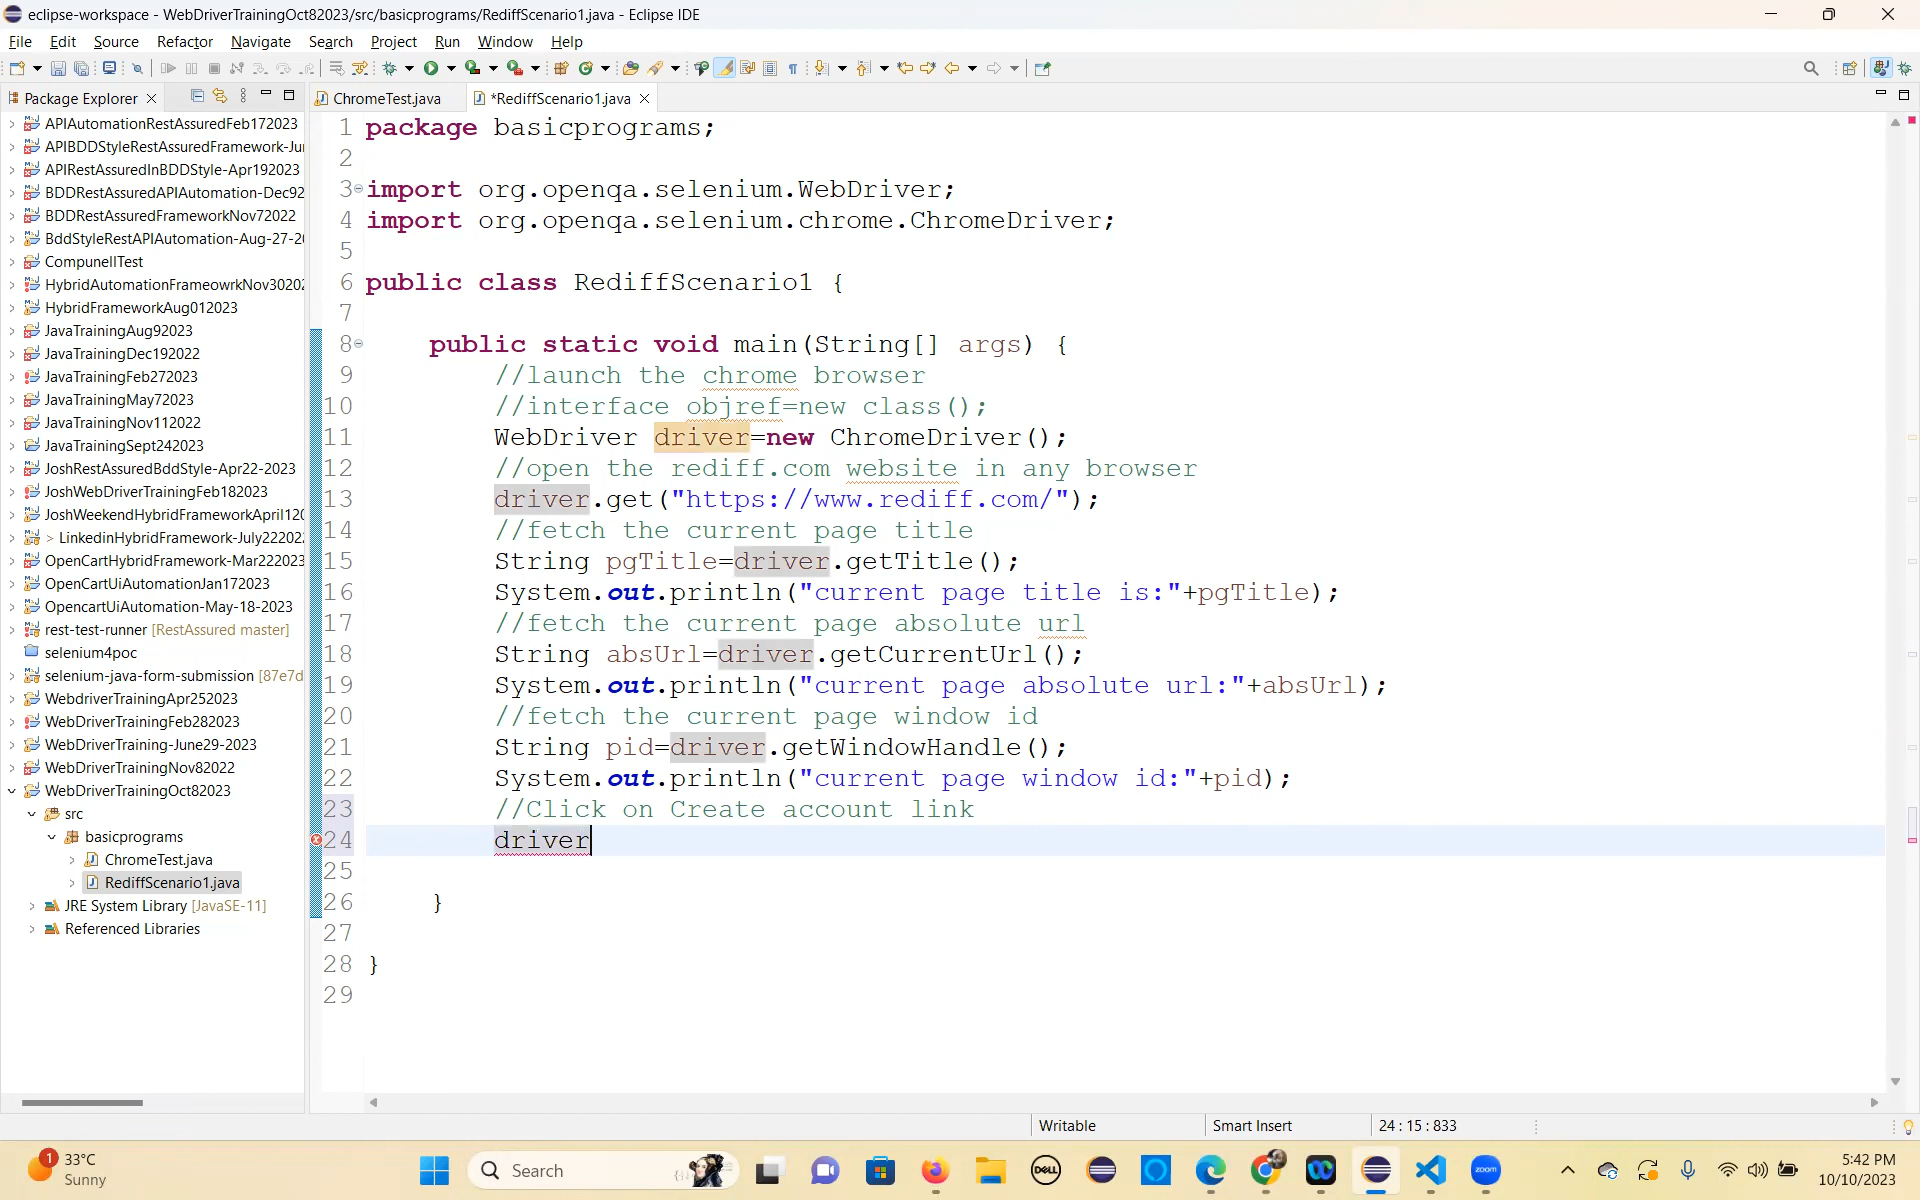 eclipse-workspace - WebDriverTrainingOct82023/src/basicprograms/RediffScenario1.java - Eclipse IDE
File Edit Source Refactor Navigate Search Project Run Window Help
Package Explorer
APIAutomationRestAssuredFeb172023
APIBDDStyleRestAssuredFramework-Ju
APIRestAssuredInBDDStyle-Apr192023
BDDRestAssuredAPIAutomation-Dec92
BDDRestAssuredFrameworkNov72022
BddStyleRestAPIAutomation-Aug-27-20
CompunellTest
HybridAutomationFrameowrkNov30202
HybridFrameworkAug012023
JavaTrainingAug92023
JavaTrainingDec192022
JavaTrainingFeb272023
JavaTrainingMay72023
JavaTrainingNov112022
JavaTrainingSept242023
JoshRestAssuredBddStyle-Apr22-2023
JoshWebDriverTrainingFeb182023
JoshWeekendHybridFrameworkApril120
> LinkedinHybridFramework-July22202
OpenCartHybridFramework-Mar222023
OpenCartUiAutomationJan172023
OpencartUiAutomation-May-18-2023
rest-test-runner [RestAssured master]
selenium4poc
selenium-java-form-submission [87e7d
WebdriverTrainingApr252023
WebDriverTrainingFeb282023
WebDriverTraining-June29-2023
WebDriverTrainingNov82022
WebDriverTrainingOct82023
src
basicprograms
ChromeTest.java
RediffScenario1.java
JRE System Library [JavaSE-11]
Referenced Libraries
ChromeTest.java *RediffScenario1.java
1 package basicprograms;
2
3 import org.openqa.selenium.WebDriver;
4 import org.openqa.selenium.chrome.ChromeDriver;
5
6 public class RediffScenario1 {
7
8 public static void main(String[] args) {
9 //launch the chrome browser
10 //interface objref=new class();
11 WebDriver driver=new ChromeDriver();
12 //open the rediff.com website in any browser
13 driver.get("https://www.rediff.com/");
14 //fetch the current page title
15 String pgTitle=driver.getTitle();
16 System.out.println("current page title is:"+pgTitle);
17 //fetch the current page absolute url
18 String absUrl=driver.getCurrentUrl();
19 System.out.println("current page absolute url:"+absUrl);
20 //fetch the current page window id
21 String pid=driver.getWindowHandle();
22 System.out.println("current page window id:"+pid);
23 //Click on Create account link
24 driver
25
26 }
27
28 }
29
Writable Smart Insert 24 : 15 : 833
1
33°C
Sunny
Search
DELL
zoom
5:42 PM
10/10/2023